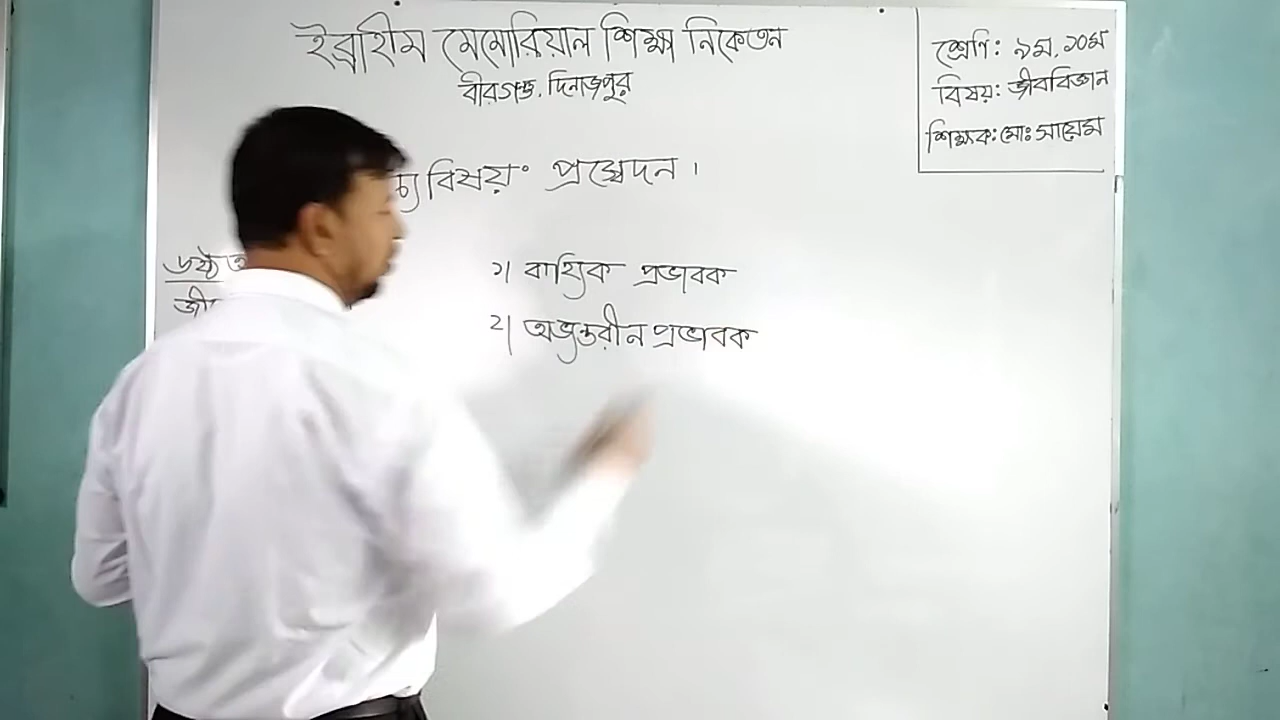 ইব্রাহীম মেমোরিয়াল শিক্ষা নিকেতন
বীরগঞ্জ. দিনাজপুর
শ্রেণি: ৯ম. ১০ম
বিষয়: জীববিজ্ঞান
শিক্ষক: মোঃ সায়েম
বিষয়ঃ প্রস্বেদন।
৬ষ্ঠ
১। বাহ্যিক প্রভাবক
২। অভ্যন্তরীন প্রভাবক